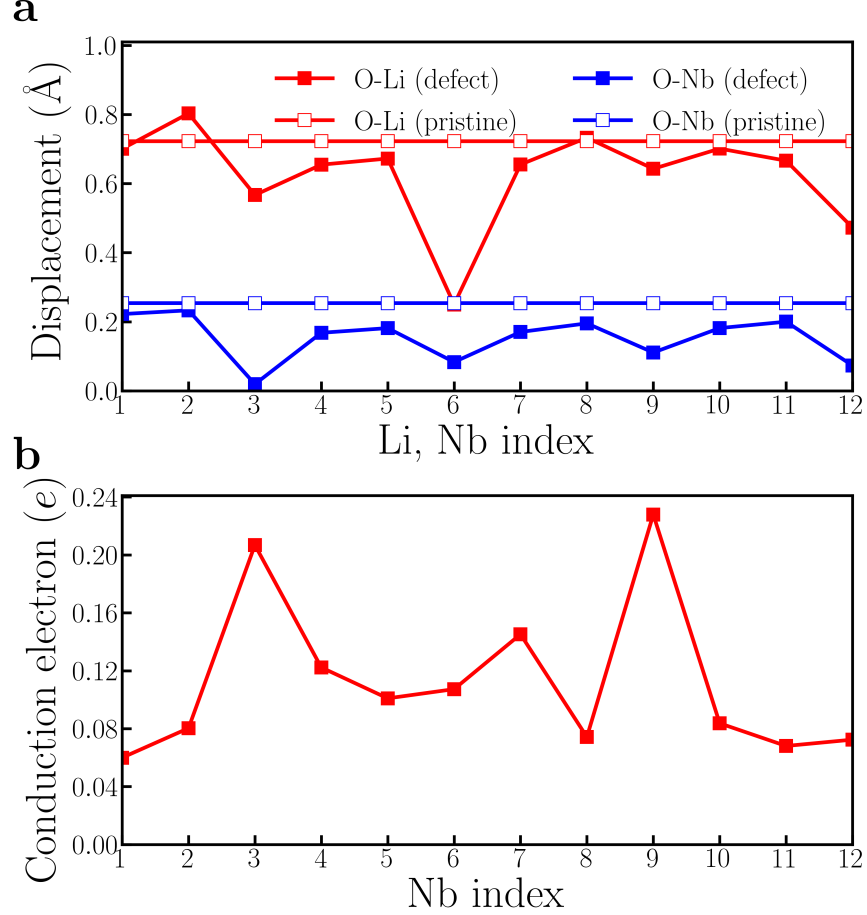 a
Displacement (Å)
1.0
0.8
0.6
0.4
0.2
0.0
O-Li (defect)
O-Nb (defect)
O-Li (pristine)
O-Nb (pristine)
1 2 3 4 5 6 7 8 9 10 11 12
Li, Nb index
b
Conduction electron (e)
0.24
0.20
0.16
0.12
0.08
0.04
0.00
1 2 3 4 5 6 7 8 9 10 11 12
Nb index